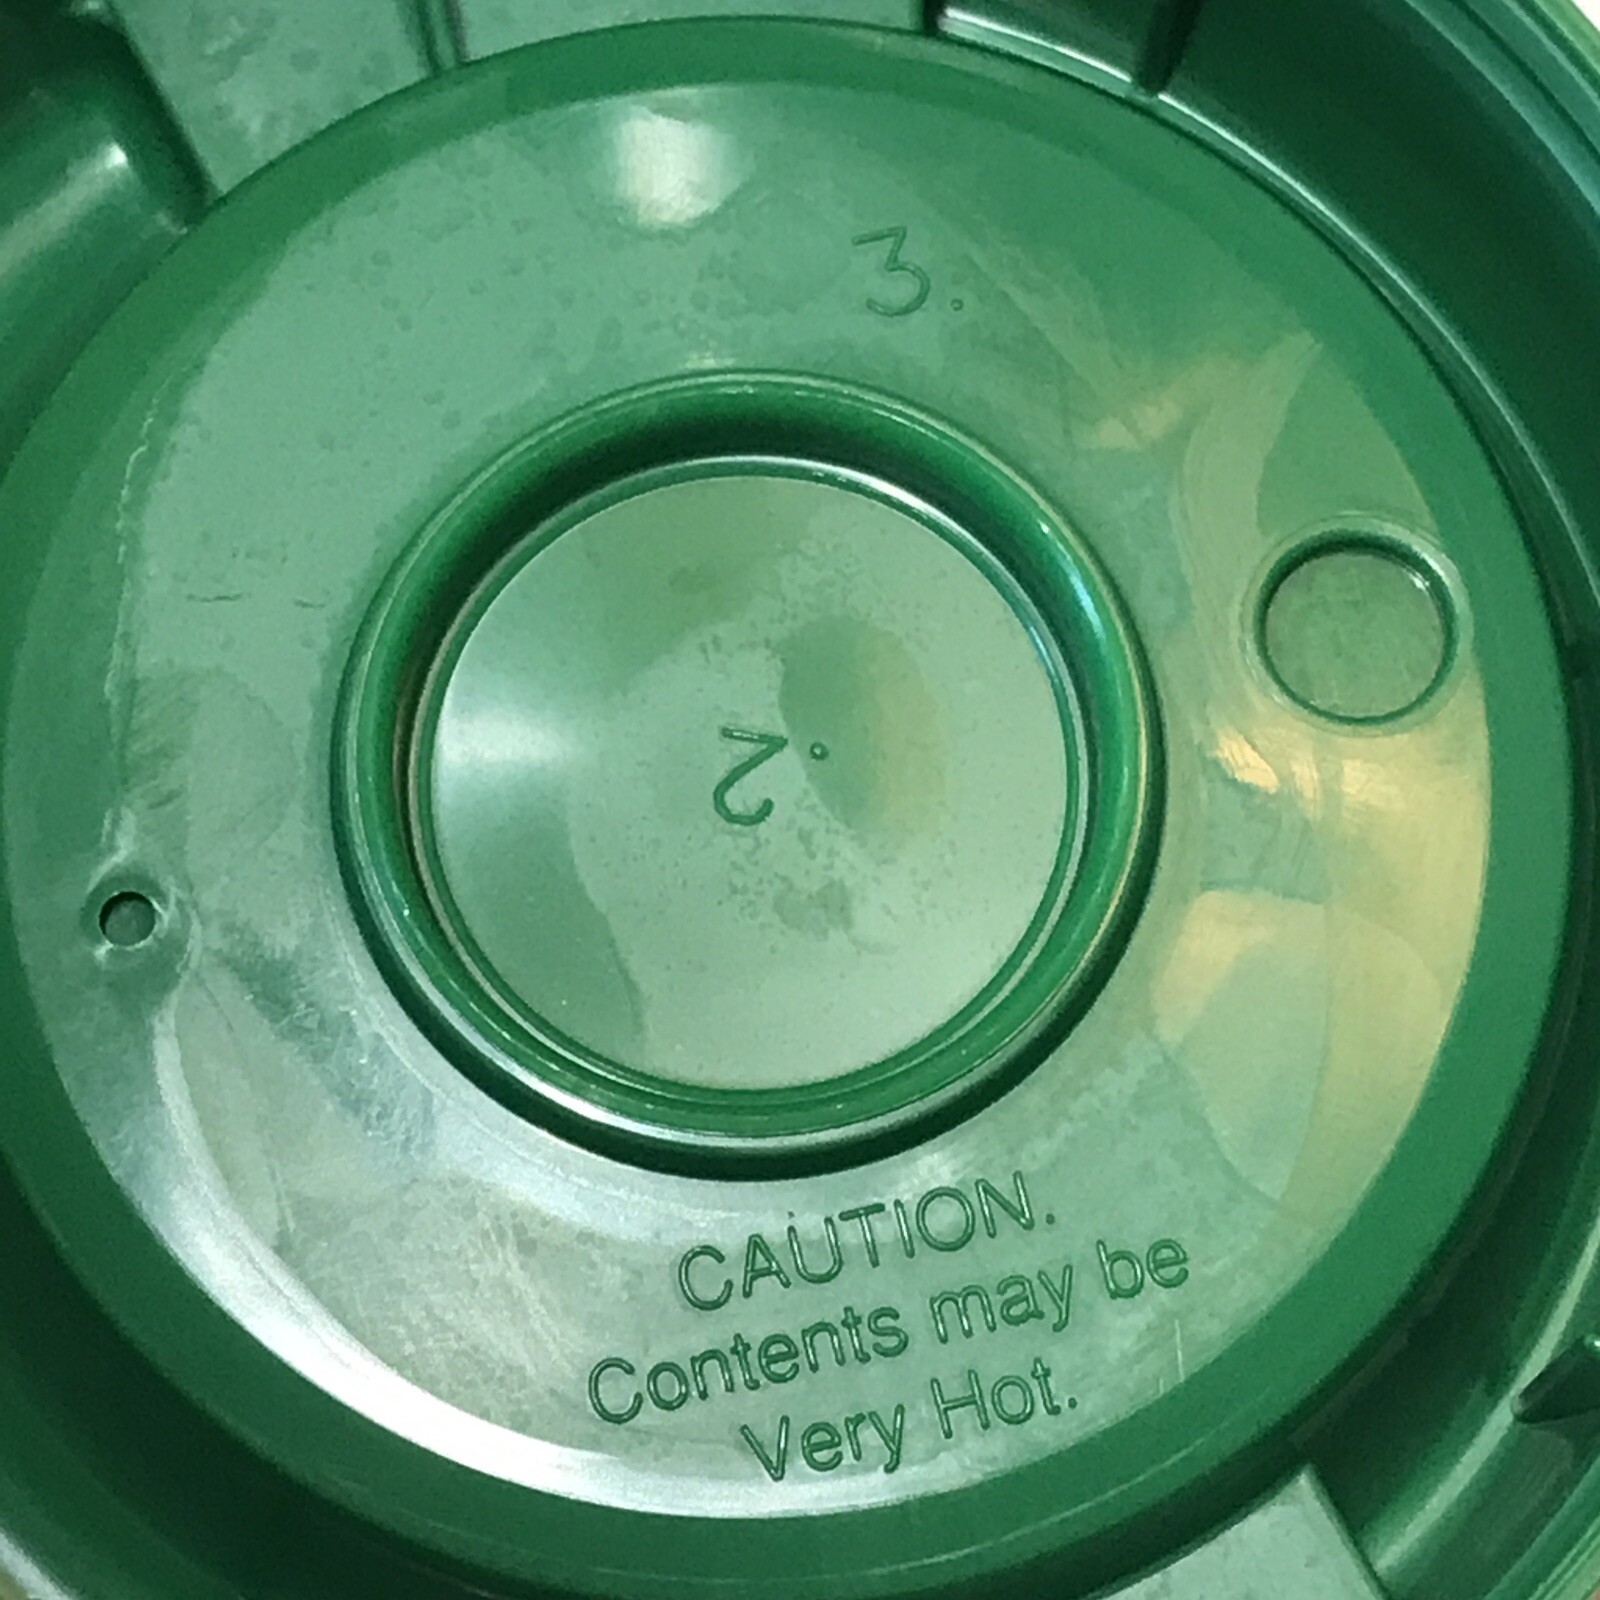 3.
2.
CAUTION.
Contents may be
Very Hot.